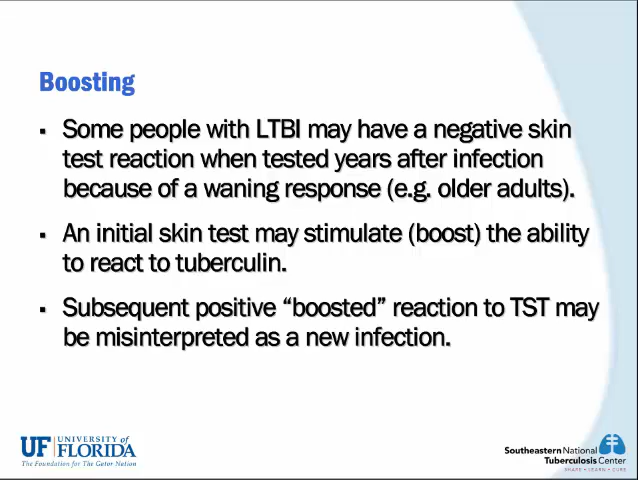 Boosting
▪ Some people with LTBI may have a negative skin
test reaction when tested years after infection
because of a waning response (e.g. older adults).
▪ An initial skin test may stimulate (boost) the ability
to react to tuberculin.
▪ Subsequent positive “boosted” reaction to TST may
be misinterpreted as a new infection.
UF UNIVERSITY of
FLORIDA
The Foundation for The Gator Nation
Southeastern National
Tuberculosis Center
SHARE • LEARN • CURE